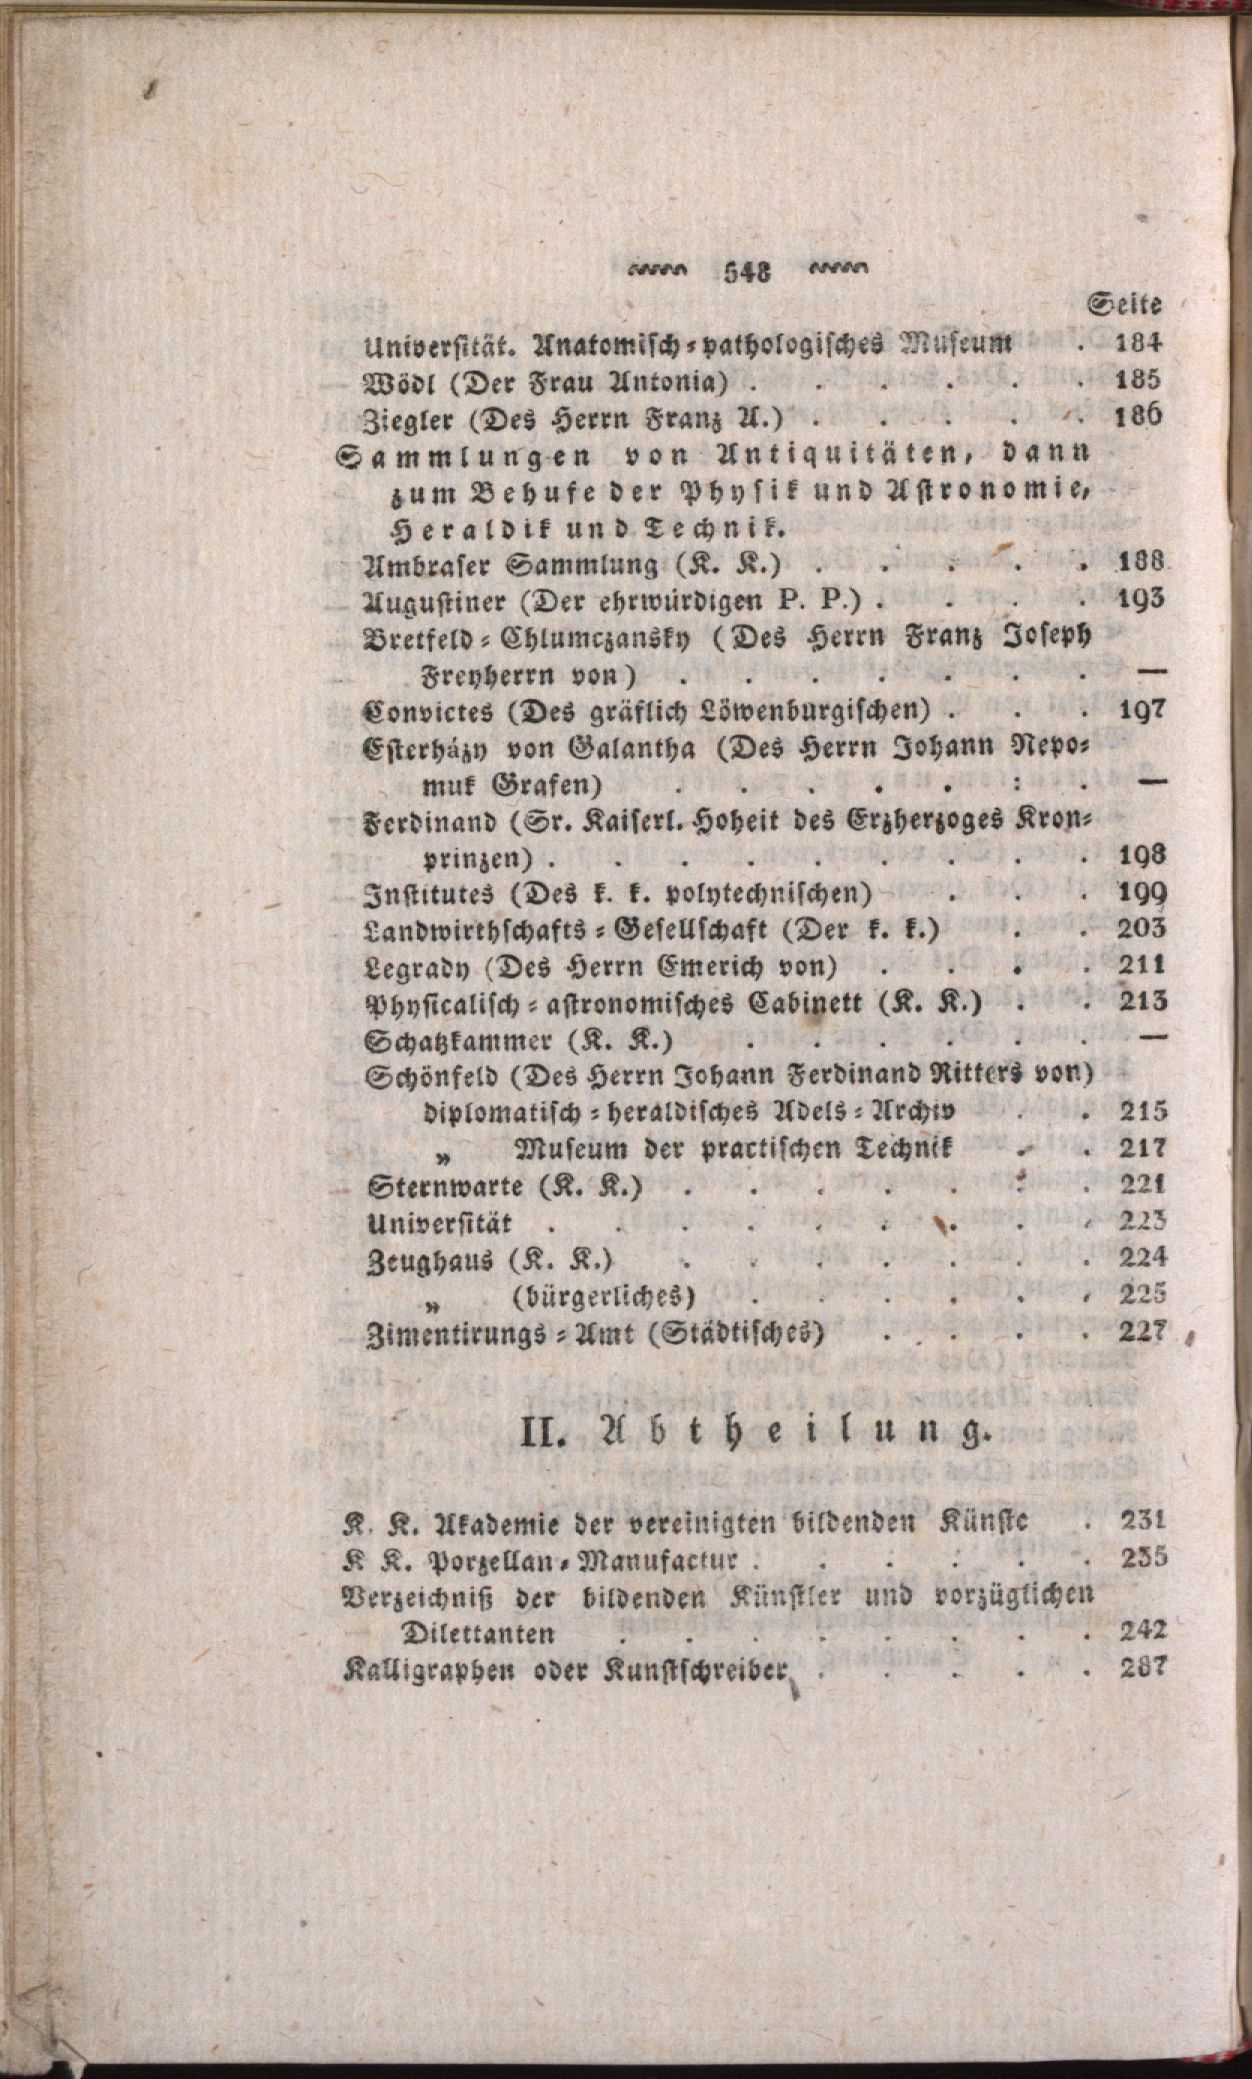 548
Seite
Universität. Anatomisch-pathologisches Museum . 184
Wödl (Der Frau Antonia) . . . . . . 185
Ziegler (Des Herrn Franz A.) . . . . . 186
Sammlungen von Antiquitäten, dann
zum Behufe der Physik und Astronomie,
Heraldik und Technik.
Ambraser Sammlung (K. K.) . . . . . 188
Augustiner (Der ehrwürdigen P. P.) . . . . 193
Bretfeld-Chlumczansky (Des Herrn Franz Joseph
Freyherrn von) . . . . . . . —
Convictes (Des gräflich Löwenburgischen) . . . 197
Esterházy von Galantha (Des Herrn Johann Nepo-
muk Grafen) . . . . . : . —
Ferdinand (Sr. Kaiserl. Hoheit des Erzherzoges Kron-
prinzen) . . . . . . . . . 198
Institutes (Des k. k. polytechnischen) . . . 199
Landwirthschafts-Gesellschaft (Der k. k.) . . 203
Legrady (Des Herrn Emerich von) . . . . 211
Physicalisch-astronomisches Cabinett (K. K.) . . 213
Schatzkammer (K. K.) . . . . . . —
Schönfeld (Des Herrn Johann Ferdinand Ritters von)
diplomatisch-heraldisches Adels-Archiv . . 215
„ Museum der practischen Technik . . 217
Sternwarte (K. K.) . . . . . . . 221
Universität . . . . . . . . . 223
Zeughaus (K. K.) . . . . . . . 224
„ (bürgerliches) . . . . . . 225
Zimentirungs-Amt (Städtisches) . . . . 227
II. Abtheilung.
K. K. Akademie der vereinigten bildenden Künste . 231
K K. Porzellan-Manufactur . . . . . . 235
Verzeichniß der bildenden Künstler und vorzüglichen
Dilettanten . . . . . . . . 242
Kalligraphen oder Kunstschreiber . . . . . 287